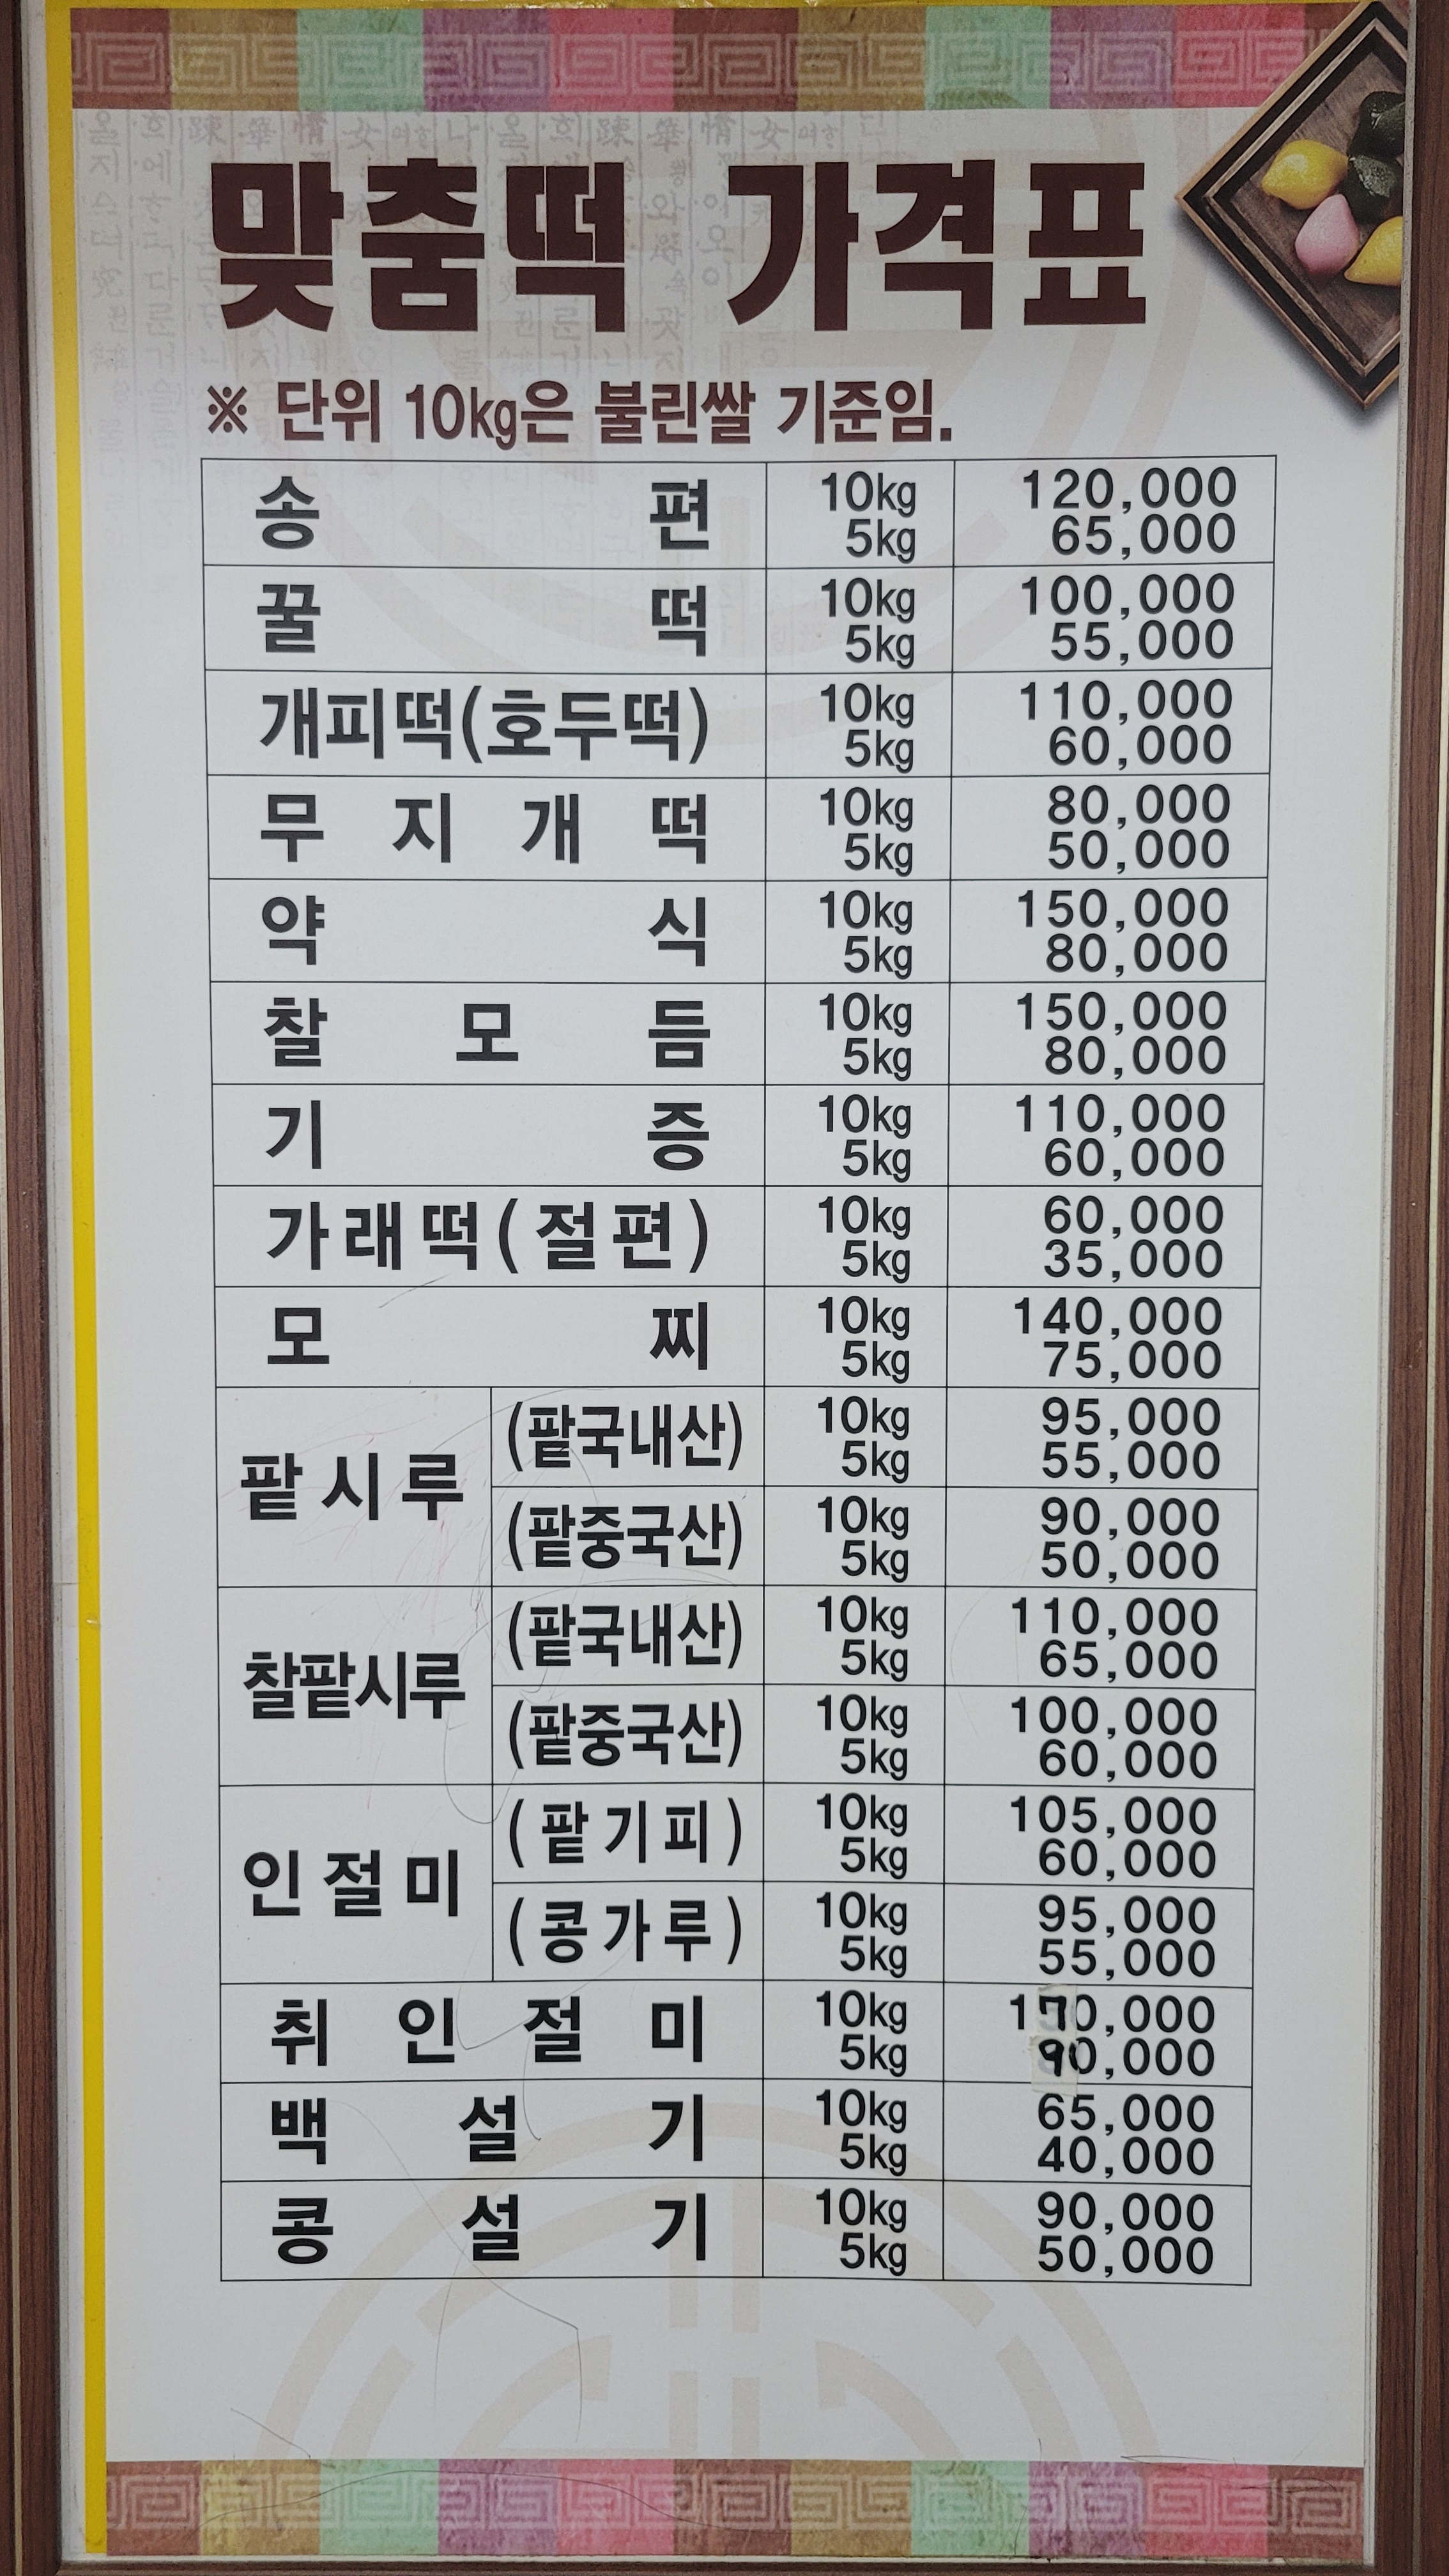 맞춤떡 가격표
※ 단위 10kg은 불린쌀 기준임.
송편 10kg 120,000
5kg 65,000
꿀떡 10kg 100,000
5kg 55,000
개피떡(호두떡) 10kg 110,000
5kg 60,000
무지개떡 10kg 80,000
5kg 50,000
약식 10kg 150,000
5kg 80,000
찰모듬 10kg 150,000
5kg 80,000
기증 10kg 110,000
5kg 60,000
가래떡(절편) 10kg 60,000
5kg 35,000
모찌 10kg 140,000
5kg 75,000
팥시루 (팥국내산) 10kg 95,000
5kg 55,000
(팥중국산) 10kg 90,000
5kg 50,000
찰팥시루 (팥국내산) 10kg 110,000
5kg 65,000
(팥중국산) 10kg 100,000
5kg 60,000
인절미 (팥기피) 10kg 105,000
5kg 60,000
(콩가루) 10kg 95,000
5kg 55,000
취인절미 10kg 170,000
5kg 90,000
백설기 10kg 65,000
5kg 40,000
콩설기 10kg 90,000
5kg 50,000